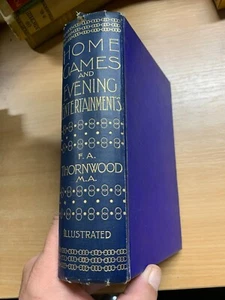 HOME
GAMES
AND
EVENING
ENTERTAINMENTS
F.A.
THORNWOOD
M.A.
ILLUSTRATED